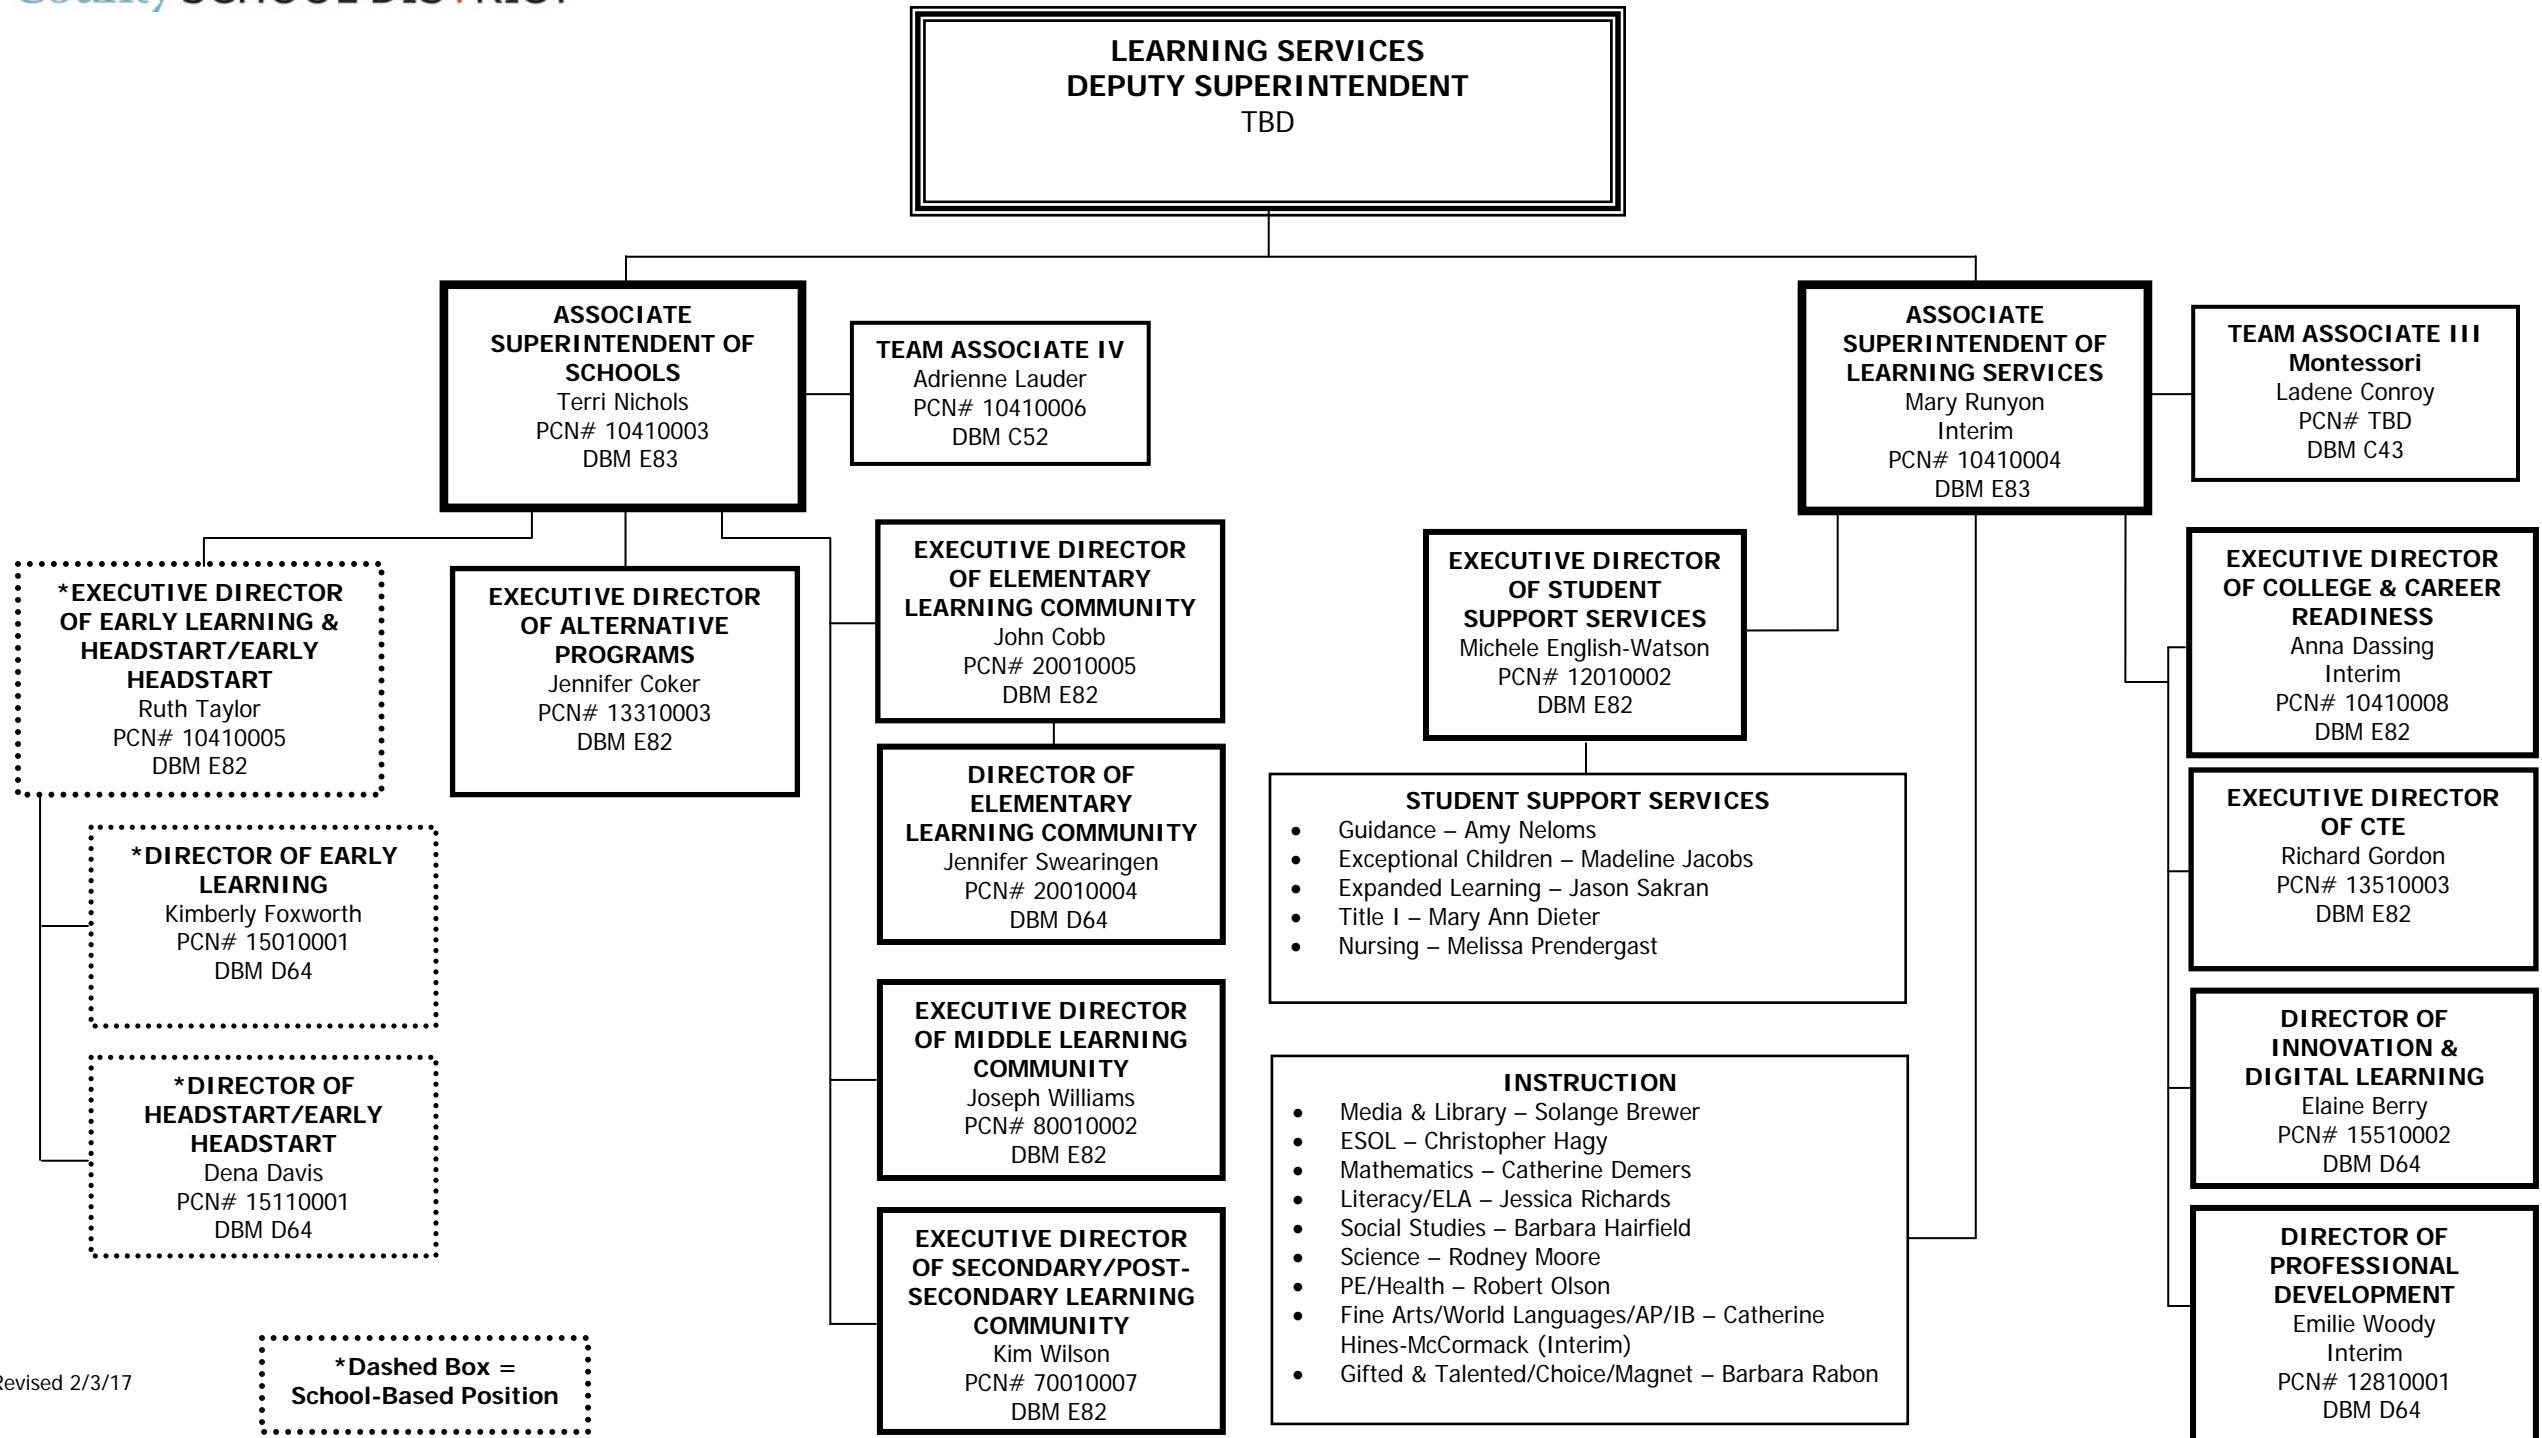 County SCHOOL DISTRICT
LEARNING SERVICES
DEPUTY SUPERINTENDENT
TBD
ASSOCIATE
SUPERINTENDENT OF
SCHOOLS
Terri Nichols
PCN# 10410003
DBM E83
TEAM ASSOCIATE IV
Adrienne Lauder
PCN# 10410006
DBM C52
ASSOCIATE
SUPERINTENDENT OF
LEARNING SERVICES
Mary Runyon
Interim
PCN# 10410004
DBM E83
TEAM ASSOCIATE III
Montessori
Ladene Conroy
PCN# TBD
DBM C43
*EXECUTIVE DIRECTOR
OF EARLY LEARNING &
HEADSTART/EARLY
HEADSTART
Ruth Taylor
PCN# 10410005
DBM E82
*DIRECTOR OF EARLY
LEARNING
Kimberly Foxworth
PCN# 15010001
DBM D64
*DIRECTOR OF
HEADSTART/EARLY
HEADSTART
Dena Davis
PCN# 15110001
DBM D64
EXECUTIVE DIRECTOR
OF ALTERNATIVE
PROGRAMS
Jennifer Coker
PCN# 13310003
DBM E82
EXECUTIVE DIRECTOR
OF ELEMENTARY
LEARNING COMMUNITY
John Cobb
PCN# 20010005
DBM E82
DIRECTOR OF
ELEMENTARY
LEARNING COMMUNITY
Jennifer Swearingen
PCN# 20010004
DBM D64
EXECUTIVE DIRECTOR
OF MIDDLE LEARNING
COMMUNITY
Joseph Williams
PCN# 80010002
DBM E82
EXECUTIVE DIRECTOR
OF SECONDARY/POST-
SECONDARY LEARNING
COMMUNITY
Kim Wilson
PCN# 70010007
DBM E82
EXECUTIVE DIRECTOR
OF STUDENT
SUPPORT SERVICES
Michele English-Watson
PCN# 12010002
DBM E82
STUDENT SUPPORT SERVICES
• Guidance – Amy Neloms
• Exceptional Children – Madeline Jacobs
• Expanded Learning – Jason Sakran
• Title I – Mary Ann Dieter
• Nursing – Melissa Prendergast
INSTRUCTION
• Media & Library – Solange Brewer
• ESOL – Christopher Hagy
• Mathematics – Catherine Demers
• Literacy/ELA – Jessica Richards
• Social Studies – Barbara Hairfield
• Science – Rodney Moore
• PE/Health – Robert Olson
• Fine Arts/World Languages/AP/IB – Catherine
Hines-McCormack (Interim)
• Gifted & Talented/Choice/Magnet – Barbara Rabon
EXECUTIVE DIRECTOR
OF COLLEGE & CAREER
READINESS
Anna Dassing
Interim
PCN# 10410008
DBM E82
EXECUTIVE DIRECTOR
OF CTE
Richard Gordon
PCN# 13510003
DBM E82
DIRECTOR OF
INNOVATION &
DIGITAL LEARNING
Elaine Berry
PCN# 15510002
DBM D64
DIRECTOR OF
PROFESSIONAL
DEVELOPMENT
Emilie Woody
Interim
PCN# 12810001
DBM D64
Revised 2/3/17
*Dashed Box =
School-Based Position